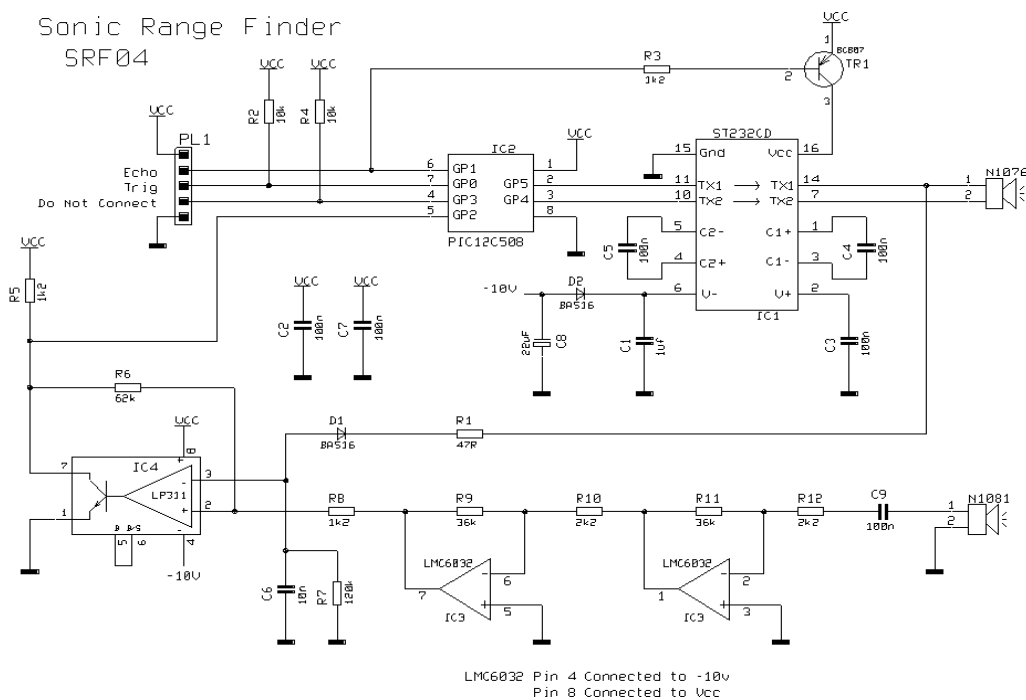 Sonic Range Finder
SRF04
VCC
1
BC807
TR1
2
3
R3
1k2
VCC
VCC
R2
10k
R4
10k
VCC
PL1
Echo
Trig
Do Not Connect
IC2
6 GP1
7 GP0
4 GP3
5 GP2
1
GP5 2
GP4 3
8
VCC
PIC12C508
ST232CD
15 Gnd
Vcc 16
11 TX1
TX1 14
10 TX2
TX2 7
5 C2-
C1+ 1
4 C2+
C1- 3
6 V-
V+ 2
IC1
N1076
1
2
C5
100n
C4
100n
-10V
D2
BAS16
22uF
C8
C1
1uf
C3
100n
VCC
R5
1k2
VCC
C2
100n
VCC
C7
100n
R6
62k
D1
BAS16
R1
47R
VCC
8
IC4
LP311
7
1
3
2
-
+
B
B/S
5
6
4
-10V
R8
1k2
R9
36k
R10
2k2
R11
36k
R12
2k2
C9
100n
N1081
1
2
LMC6032
6
7
5
IC3
LMC6032
2
1
3
IC3
C6
10n
R7
120k
LMC6032 Pin 4 Connected to -10v
Pin 8 Connected to Vcc